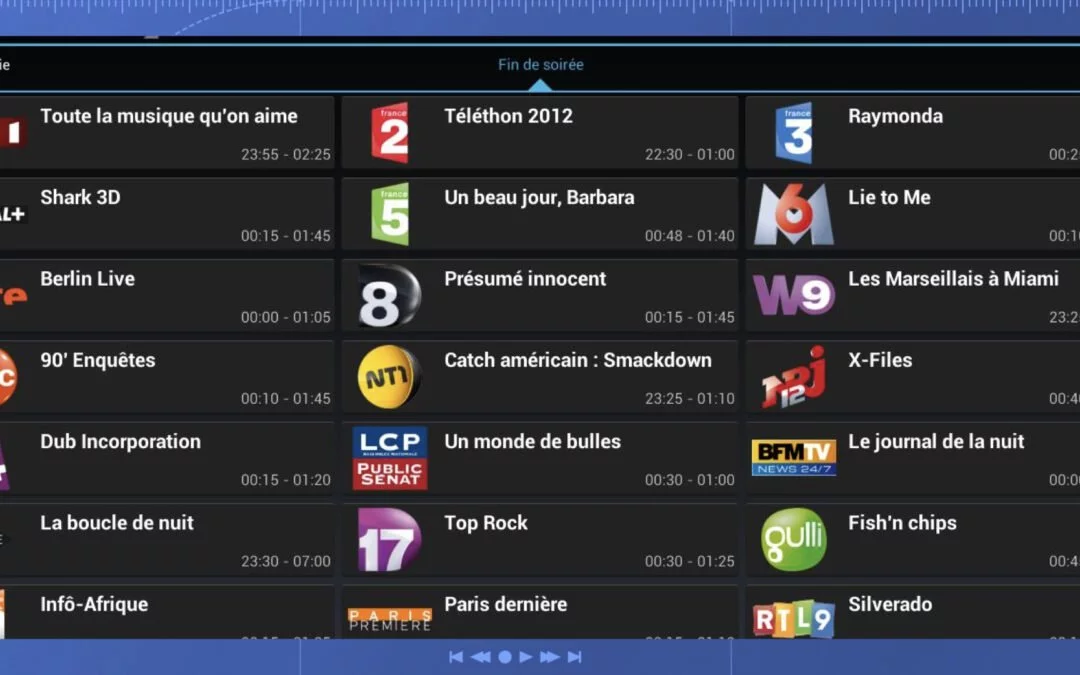 ie
Fin de soirée
1
Toute la musique qu'on aime
23:55 - 02:25
france
2
Téléthon 2012
22:30 - 01:00
france
3
Raymonda
00:2
AL+
Shark 3D
00:15 - 01:45
france
5
Un beau jour, Barbara
00:48 - 01:40
M6
Lie to Me
00:1
te
Berlin Live
00:00 - 01:05
D8
Présumé innocent
00:15 - 01:45
W9
Les Marseillais à Miami
23:2
C
90' Enquêtes
00:10 - 01:45
NT1
Catch américain : Smackdown
23:25 - 01:10
NRJ
12
X-Files
00:4
Dub Incorporation
00:15 - 01:20
LCP
ASSEMBLÉE NATIONALE
PUBLIC
SENAT
Un monde de bulles
00:30 - 01:00
BFMTV
NEWS 24/7
Le journal de la nuit
00:0
E
La boucle de nuit
23:30 - 07:00
17
Top Rock
00:30 - 01:25
gulli
Fish'n chips
00:4
Infô-Afrique
PARIS
PREMIÈRE
Paris dernière
RTL9
Silverado